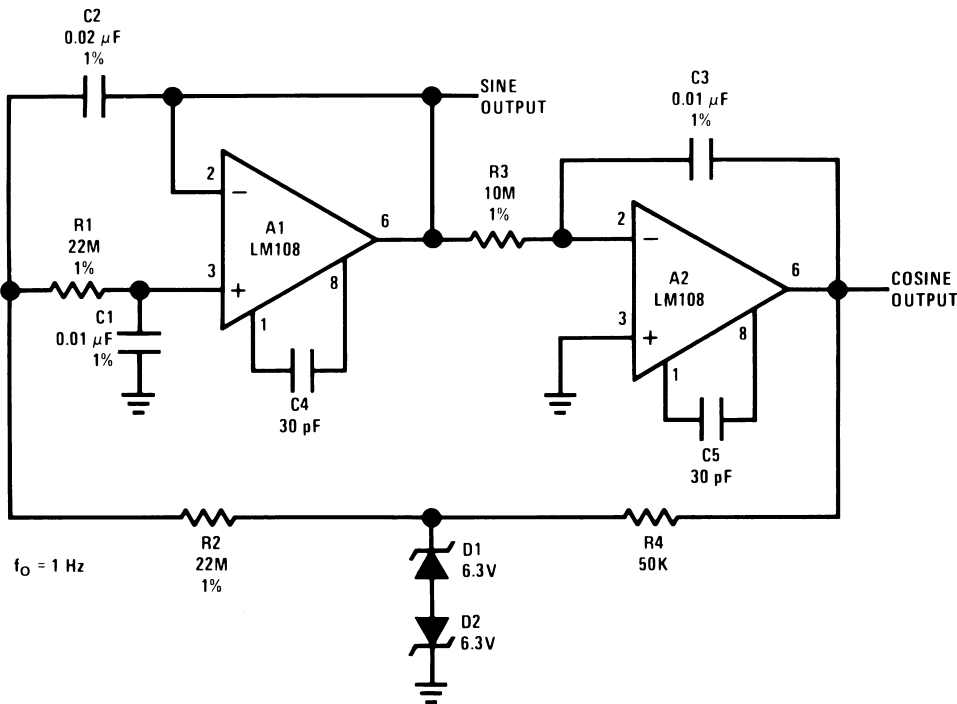 C2
0.02 μF
1%
SINE
OUTPUT
C3
0.01 μF
1%
2
−
A1
LM108
6
R3
10M
1%
2
−
R1
22M
1%
3
+
8
A2
LM108
6
COSINE
OUTPUT
C1
0.01 μF
1%
1
3
+
8
1
C4
30 pF
C5
30 pF
R2
22M
1%
D1
6.3V
R4
50K
fO = 1 Hz
D2
6.3V